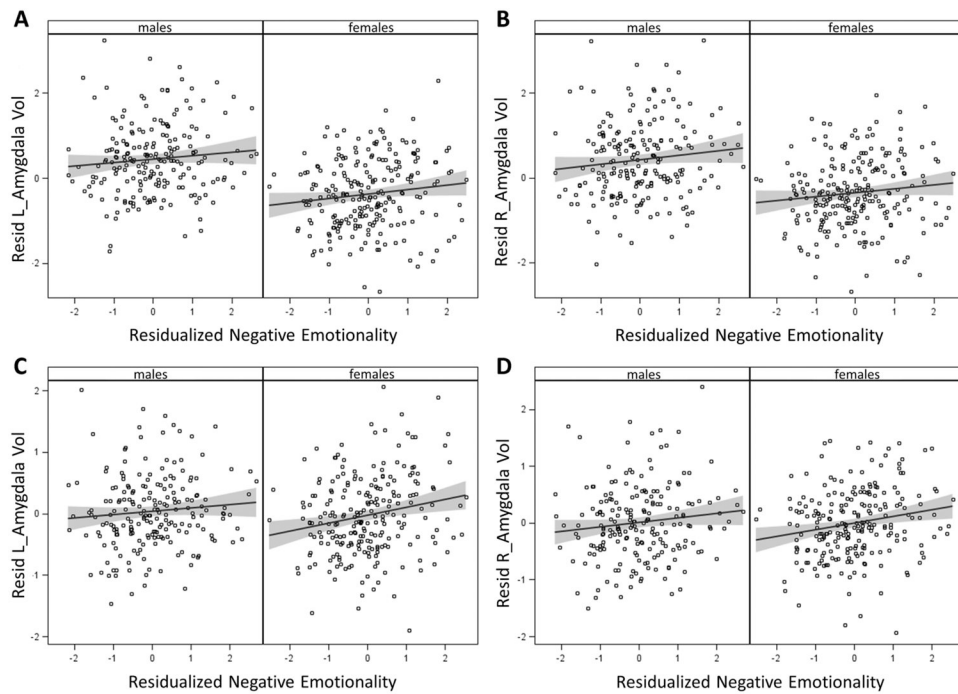 A
B
males
females
males
females
Resid L_Amygdala Vol
2
0
-2
Resid R_Amygdala Vol
2
0
-2
-2 -1 0 1 2
-2 -1 0 1 2
-2 -1 0 1 2
-2 -1 0 1 2
Residualized Negative Emotionality
Residualized Negative Emotionality
C
D
males
females
males
females
Resid L_Amygdala Vol
2
1
0
-1
-2
Resid R_Amygdala Vol
2
1
0
-1
-2
-2 -1 0 1 2
-2 -1 0 1 2
-2 -1 0 1 2
-2 -1 0 1 2
Residualized Negative Emotionality
Residualized Negative Emotionality